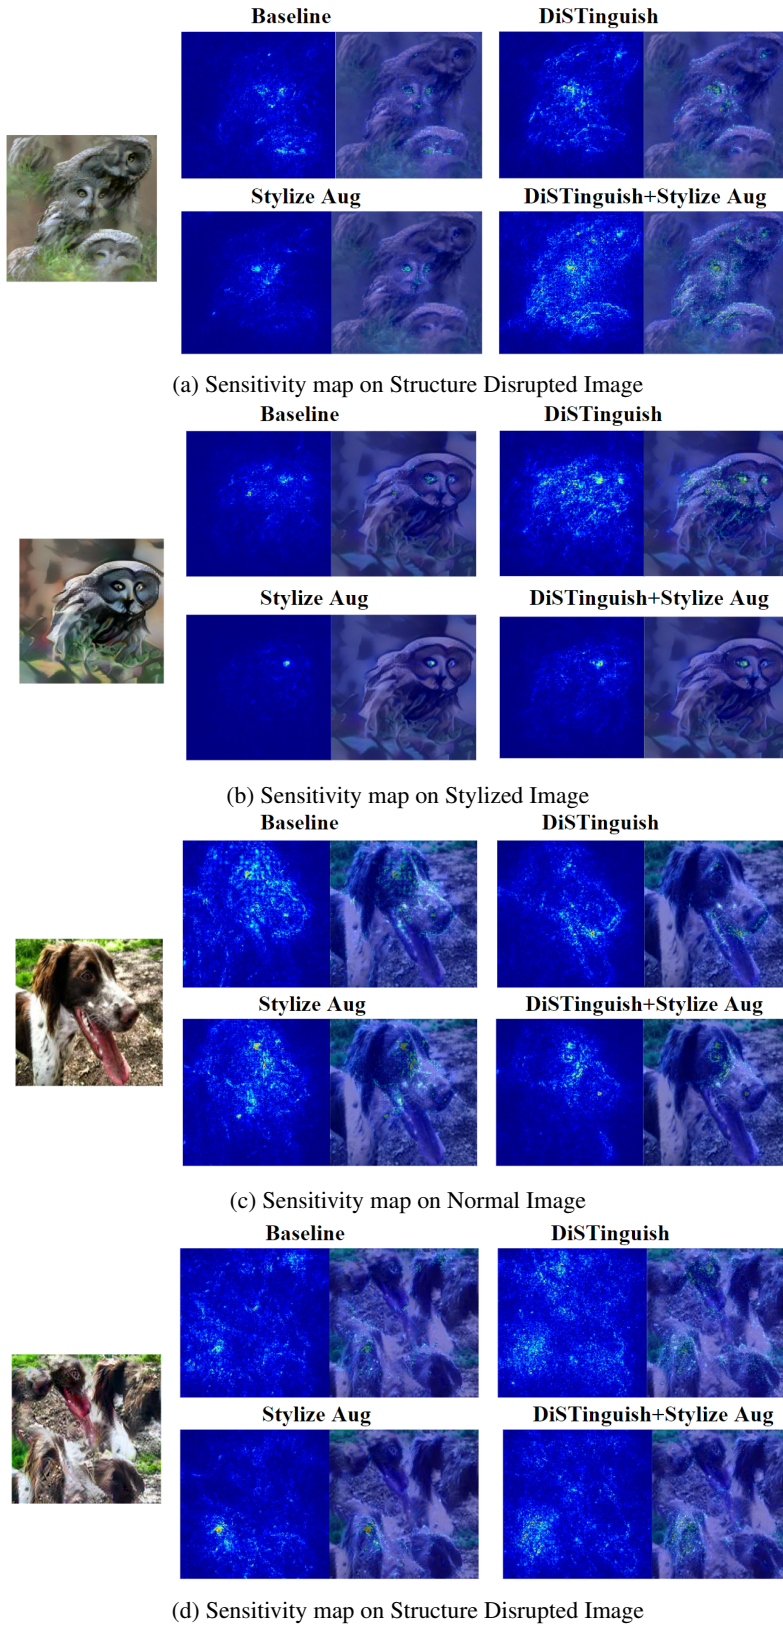 Baseline DiSTinguish
Stylize Aug DiSTinguish+Stylize Aug
(a) Sensitivity map on Structure Disrupted Image
Baseline DiSTinguish
Stylize Aug DiSTinguish+Stylize Aug
(b) Sensitivity map on Stylized Image
Baseline DiSTinguish
Stylize Aug DiSTinguish+Stylize Aug
(c) Sensitivity map on Normal Image
Baseline DiSTinguish
Stylize Aug DiSTinguish+Stylize Aug
(d) Sensitivity map on Structure Disrupted Image